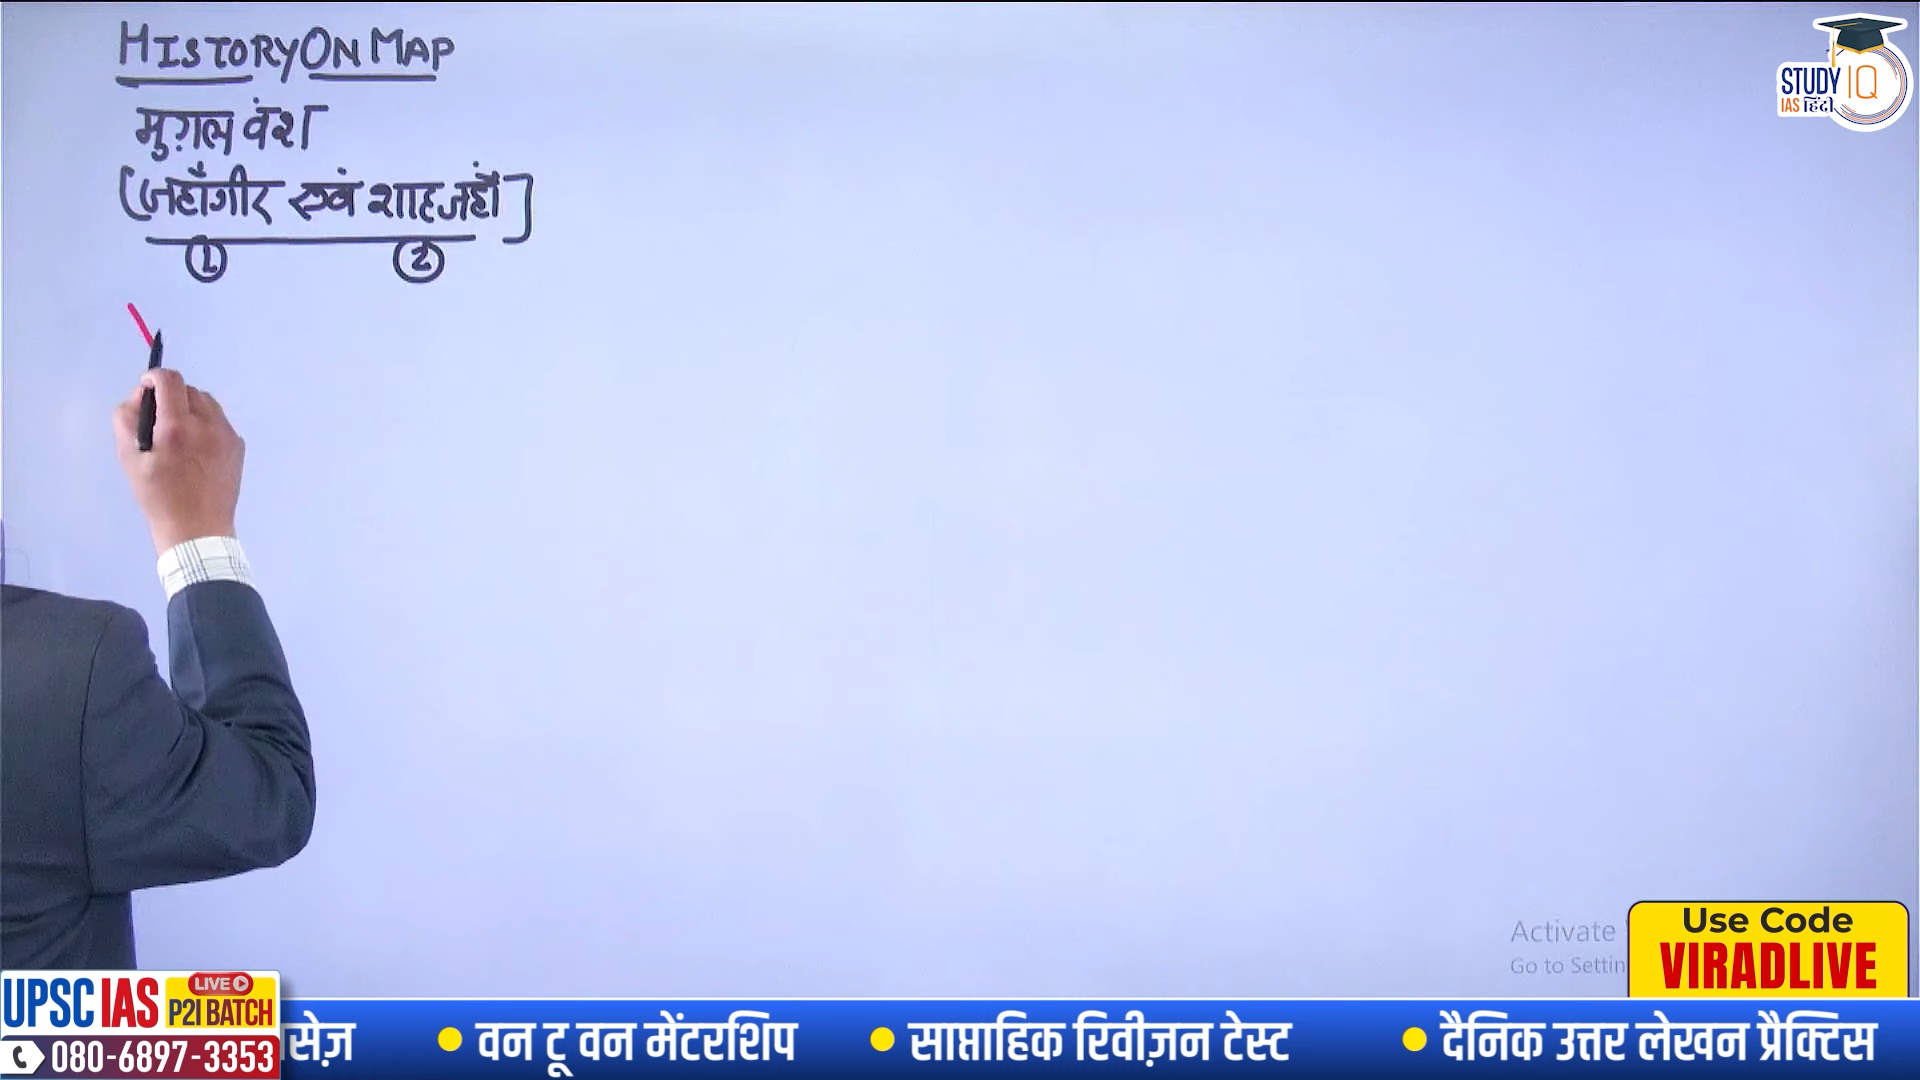 HISTORY ON MAP
मुग़ल वंश
[जहाँगीर एवं शाहजहाँ]
1 2
STUDY IQ
IAS हिंदी
Activate
Go to Settin
Use Code
VIRADLIVE
UPSC IAS LIVE P2I BATCH
080-6897-3353
सेज़ • वन टू वन मेंटरशिप • साप्ताहिक रिवीज़न टेस्ट • दैनिक उत्तर लेखन प्रैक्टिस